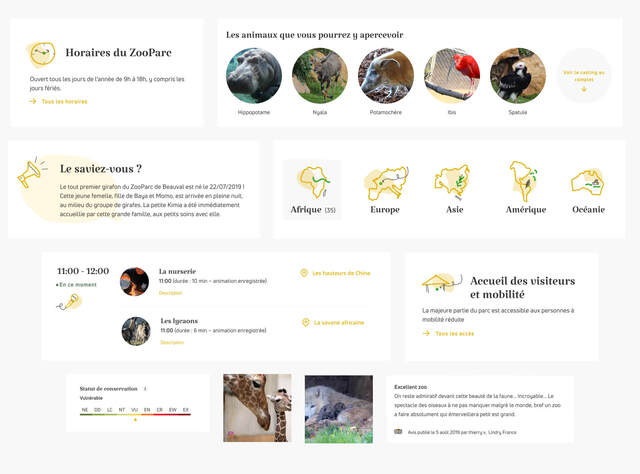 Horaires du ZooParc
Ouvert tous les jours de l'année de 9h à 18h, y compris les
jours fériés.
Tous les horaires
Les animaux que vous pourrez y apercevoir
Hippopotame
Nyala
Potamochère
Ibis
Spatule
Voir le casting au
complet
Le saviez-vous ?
Le tout premier girafon du ZooParc de Beauval est né le 22/07/2019 !
Cette jeune femelle, fille de Baya et Momo, est arrivée en pleine nuit,
au milieu du groupe de girafes. La petite Kimia a été immédiatement
accueillie par cette grande famille, aux petits soins avec elle.
Afrique (35)
Europe
Asie
Amérique
Océanie
11:00 - 12:00
En ce moment
La nurserie
11:00 (durée : 10 min – animation enregistrée)
Description
Les hauteurs de Chine
Les lycaons
11:00 (durée : 6 min – animation enregistrée)
Description
La savane africaine
Accueil des visiteurs
et mobilité
La majeure partie du parc est accessible aux personnes à
mobilité réduite
Tous les accès
Statut de conservation
Vulnérable
NE DD LC NT VU EN CR EW EX
Excellent zoo
On reste admiratif devant cette beauté de la faune... Incroyable... Le
spectacle des oiseaux à ne pas manquer malgré le monde, bref un zoo
a faire absolument qui émerveillera petit est grand.
Avis publié le 5 août 2019 par thierry.v, Lindry France